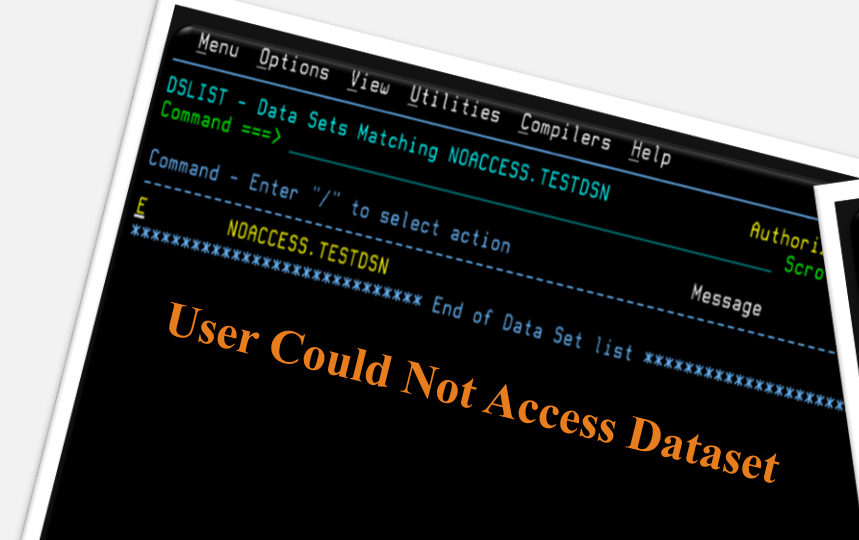 Menu Options View Utilities Compilers Help
DSLIST - Data Sets Matching NOACCESS.TESTDSN
Command ===>
Command - Enter "/" to select action
Message
E NOACCESS.TESTDSN
***************************** End of Data Set list ********************
User Could Not Access Dataset